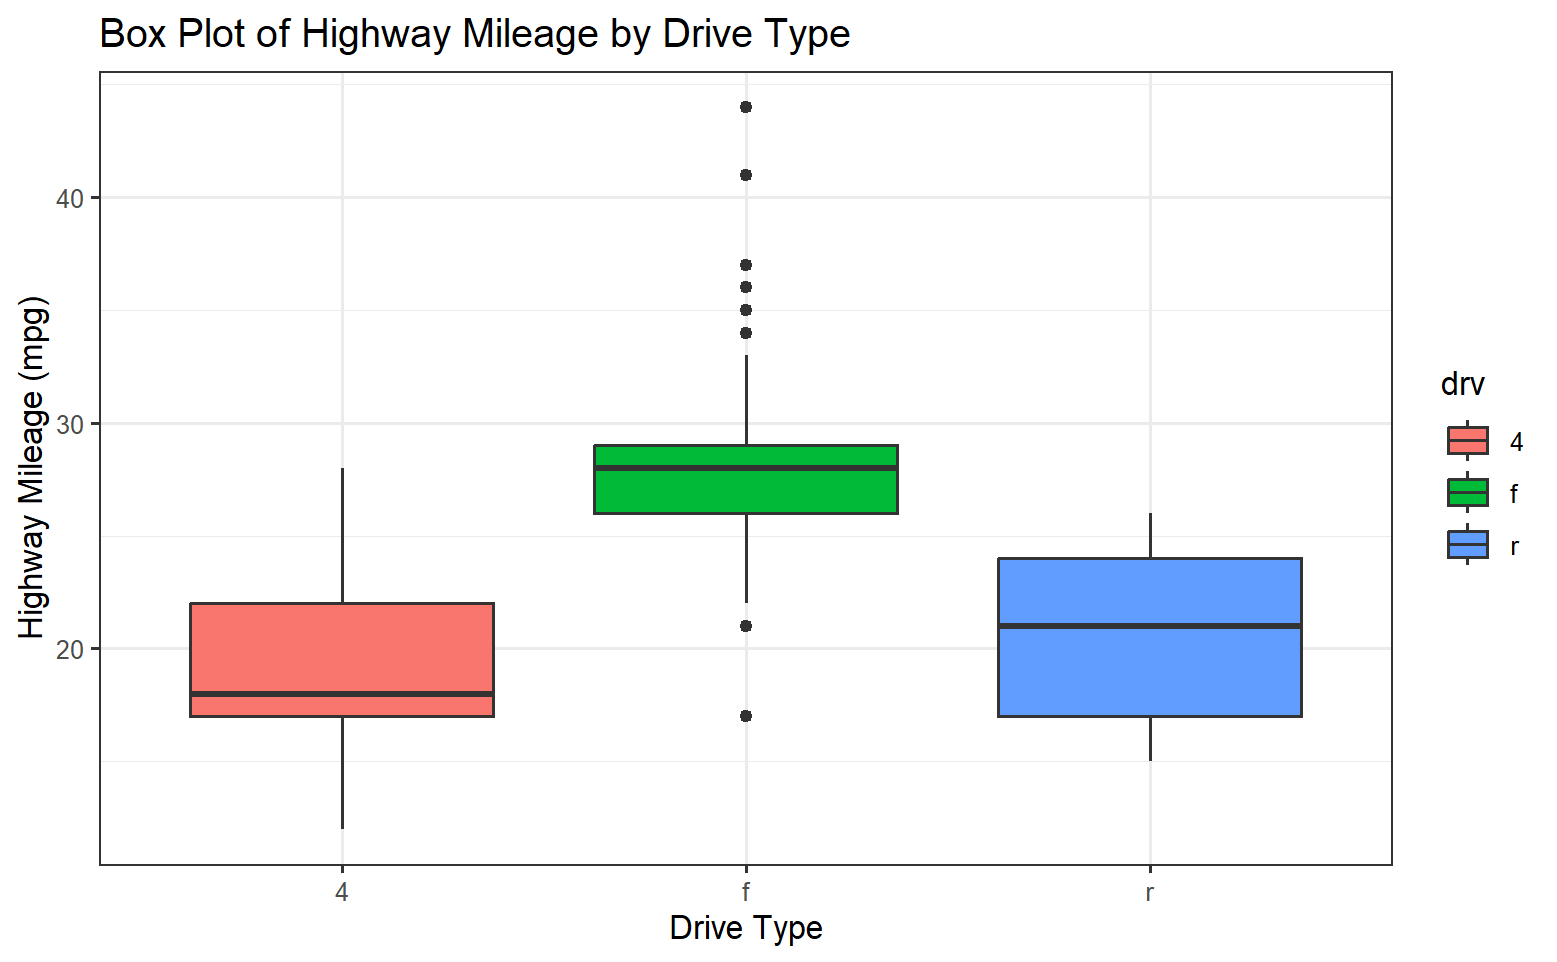 Box Plot of Highway Mileage by Drive Type
Highway Mileage (mpg)
40
30
20
4
f
r
Drive Type
drv
4
f
r